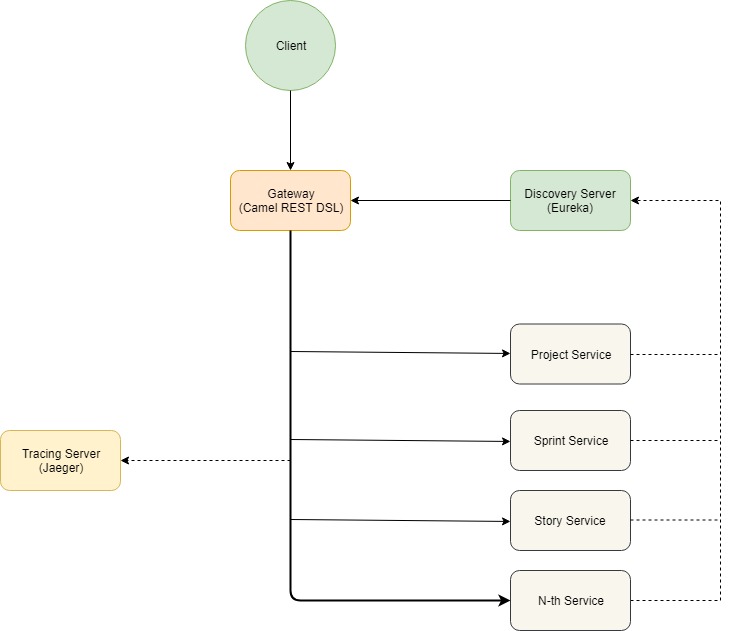 Client
Gateway
(Camel REST DSL)
Discovery Server
(Eureka)
Project Service
Sprint Service
Tracing Server
(Jaeger)
Story Service
N-th Service